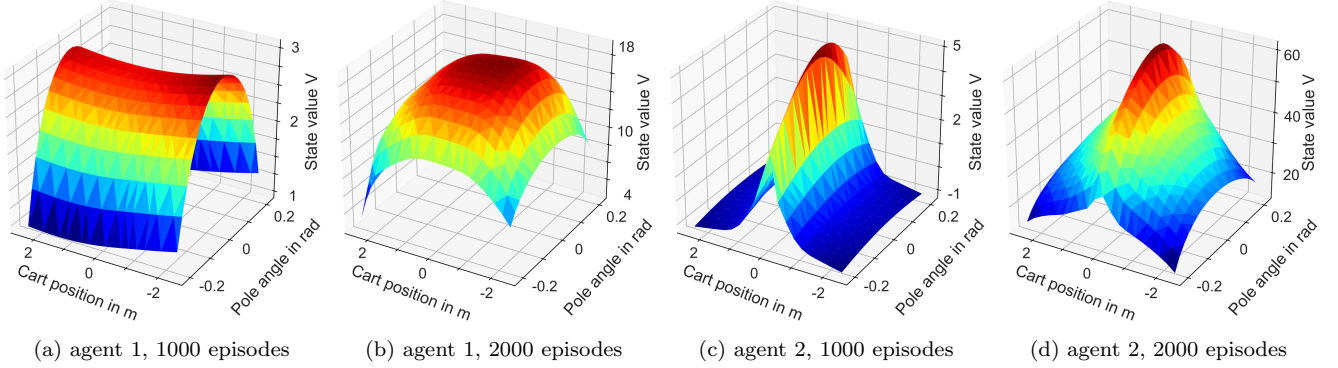 3
2
1
State value V
2
0
-2
Cart position in m
-0.2
0
0.2
Pole angle in rad
(a) agent 1, 1000 episodes
18
10
4
State value V
2
0
-2
Cart position in m
-0.2
0
0.2
Pole angle in rad
(b) agent 1, 2000 episodes
5
2
-1
State value V
2
0
-2
Cart position in m
-0.2
0
0.2
Pole angle in rad
(c) agent 2, 1000 episodes
60
40
20
State value V
2
0
-2
Cart position in m
-0.2
0
0.2
Pole angle in rad
(d) agent 2, 2000 episodes